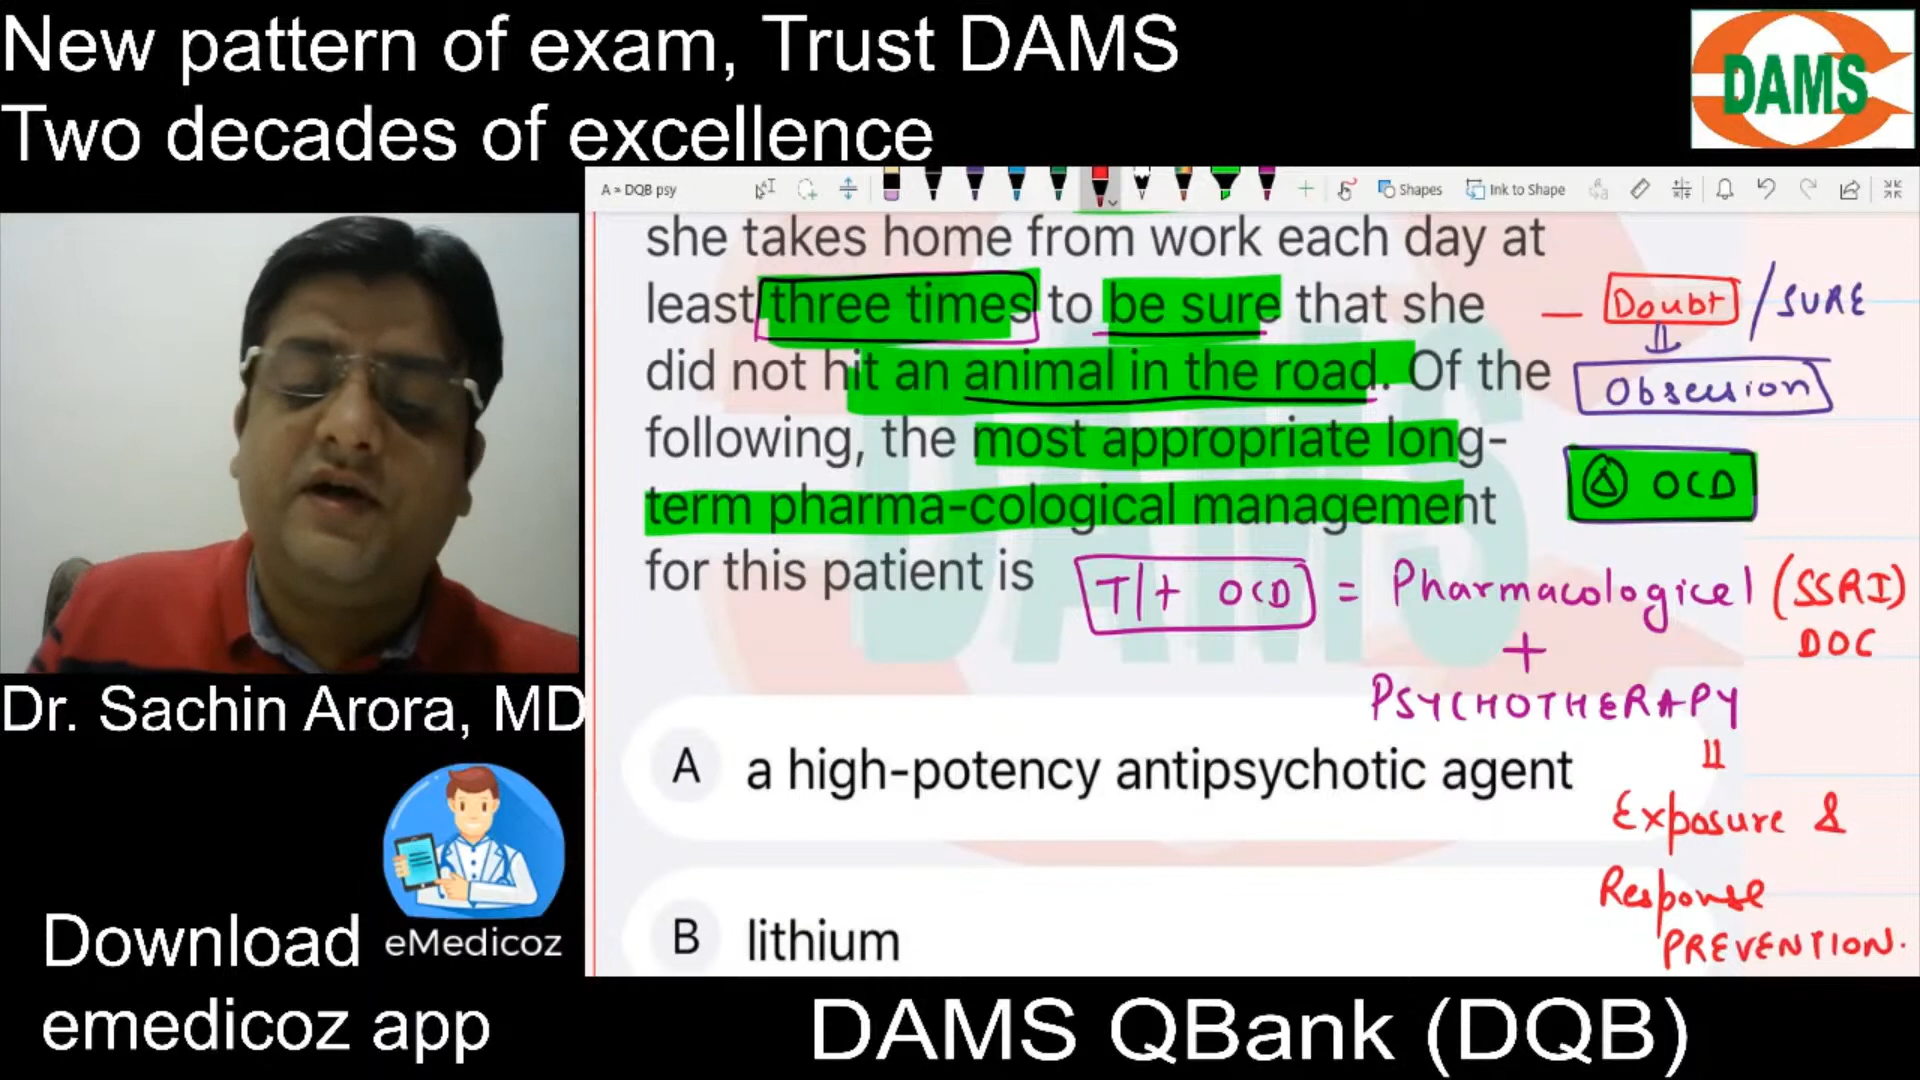 New pattern of exam, Trust DAMS
Two decades of excellence
DAMS
A = DQB psy
Shapes
Ink to Shape
she takes home from work each day at
least three times to be sure that she
did not hit an animal in the road. Of the
following, the most appropriate long-
term pharma-cological management
for this patient is
Doubt / SURE
Obsession
OCD
T/t OCD = Pharmacological (SSRI)
DOC
+
PSYCHOTHERAPY
Exposure &
Response
PREVENTION.
A a high-potency antipsychotic agent
B lithium
Dr. Sachin Arora, MD
eMedicoz
Download
emedicoz app
DAMS QBank (DQB)